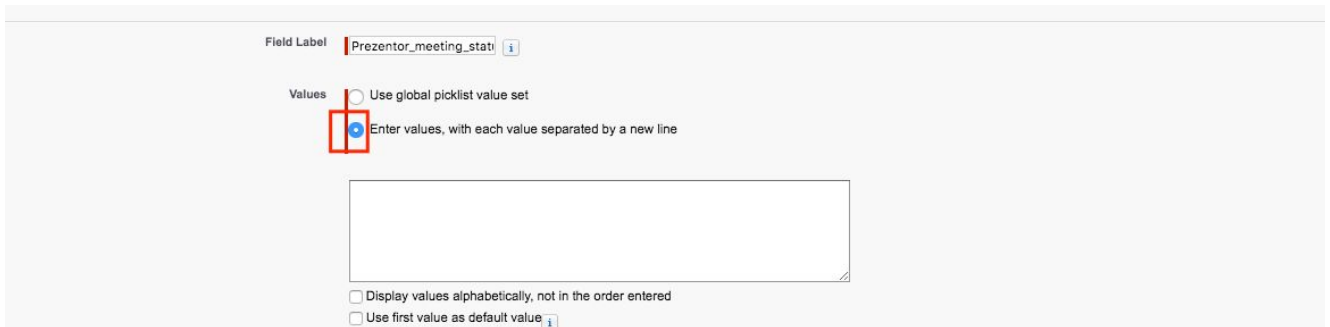 Field Label Prezentor_meeting_stat
Values Use global picklist value set
Enter values, with each value separated by a new line
Display values alphabetically, not in the order entered
Use first value as default value